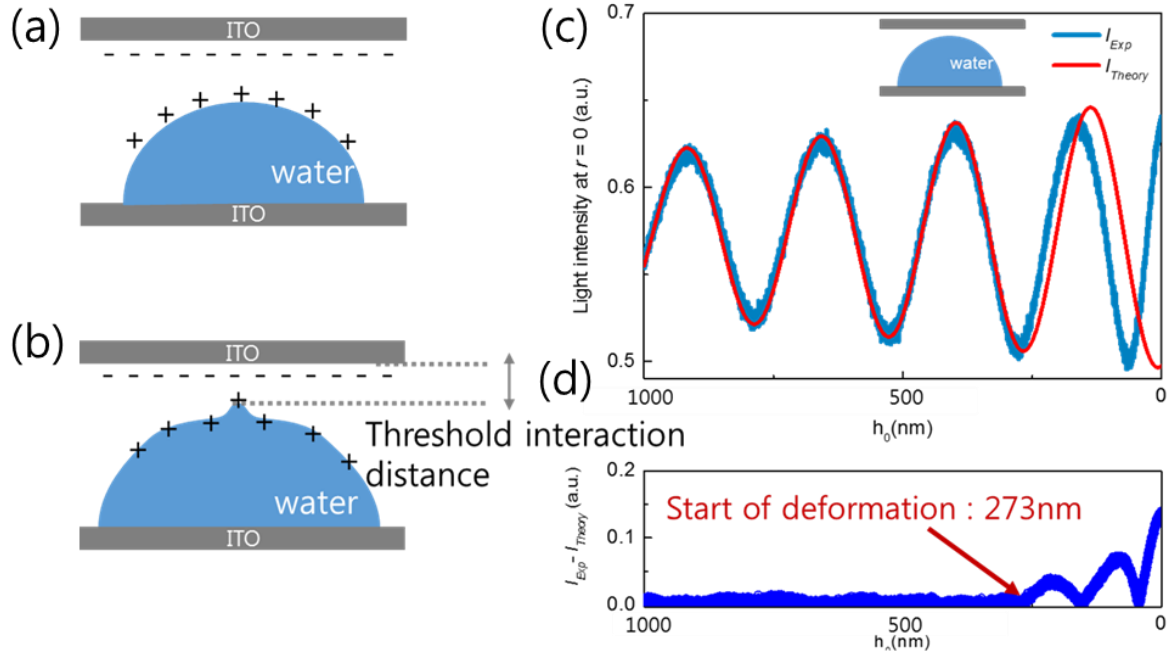 (a)
ITO
- - - - - - - - - - - - - -
+ + + + + + + +
water
ITO
(b)
ITO
- - - - - - - - - - - - - -
+ + + + + + +
Threshold interaction
distance
water
ITO
(c)
0.7
0.6
0.5
Light intensity at r = 0 (a.u.)
water
I_Exp
I_Theory
1000
500
0
h_0(nm)
(d)
0.2
0.1
0.0
I_Exp - I_Theory (a.u.)
Start of deformation : 273nm
1000
500
0
h_0(nm)